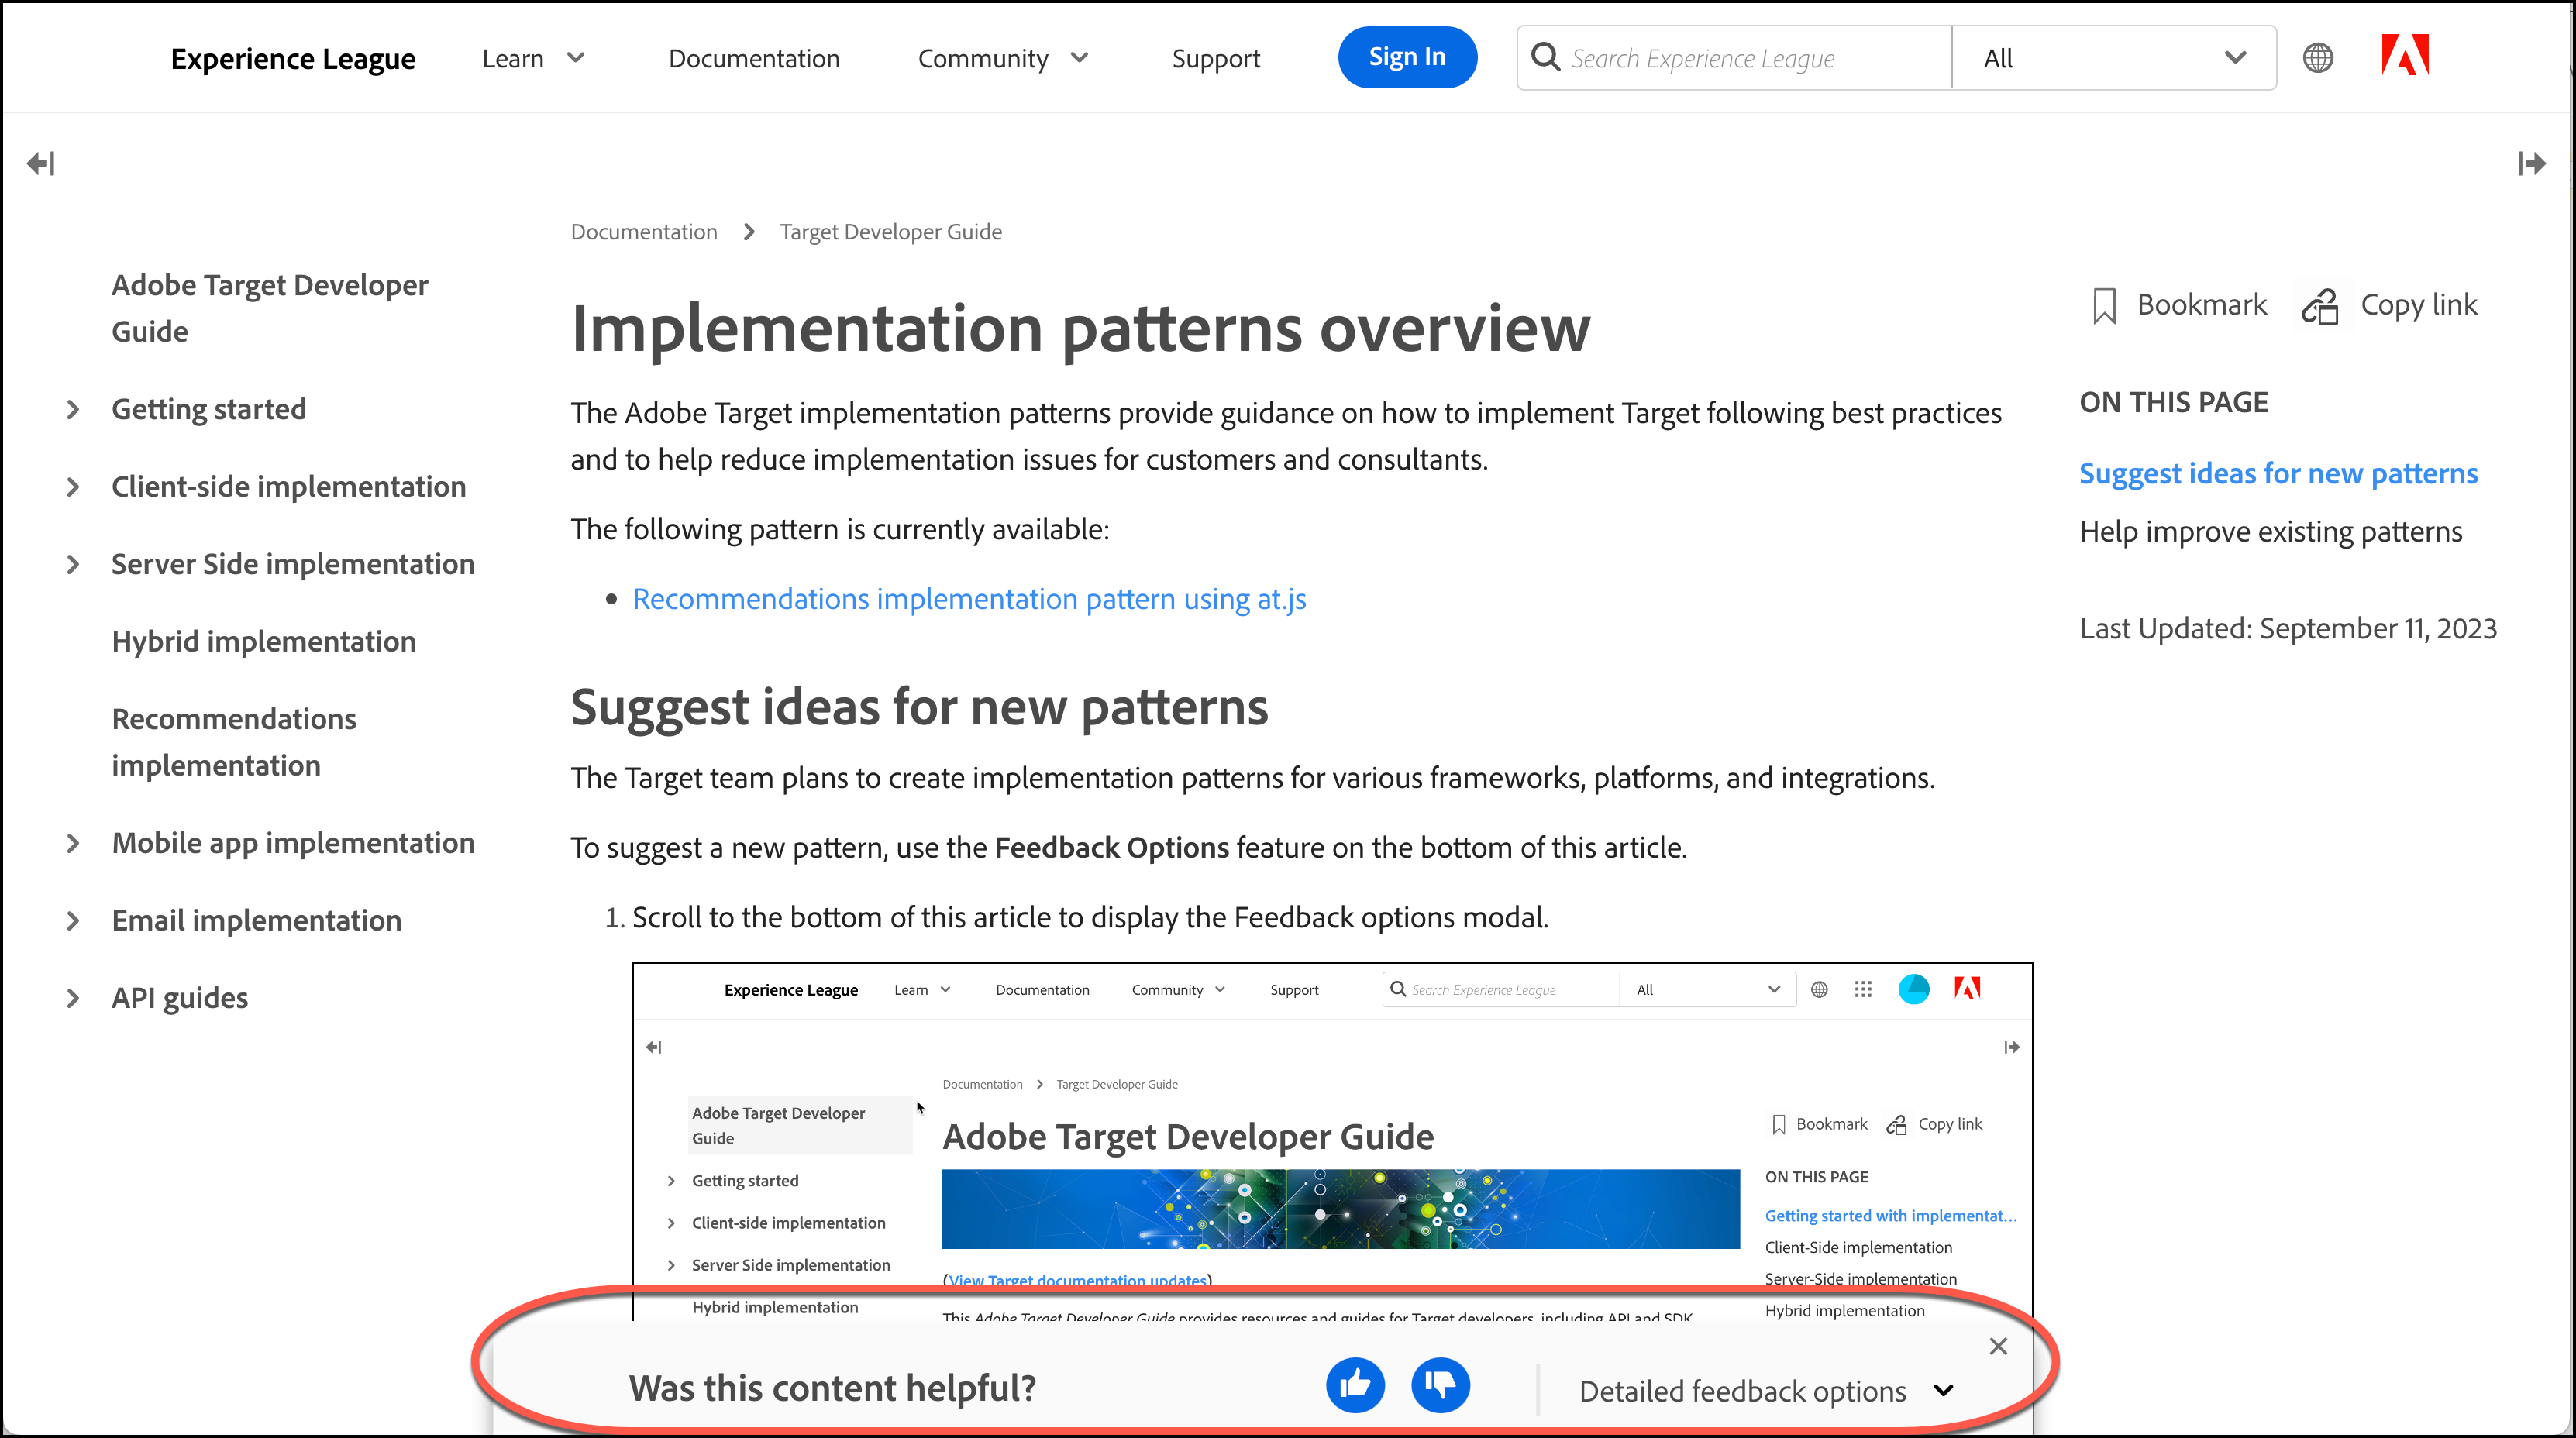 Experience League
Learn
Documentation
Community
Support
Sign In
Search Experience League
All
Documentation
Target Developer Guide
Adobe Target Developer
Guide
Getting started
Client-side implementation
Server Side implementation
Hybrid implementation
Recommendations
implementation
Mobile app implementation
Email implementation
API guides
Implementation patterns overview
The Adobe Target implementation patterns provide guidance on how to implement Target following best practices
and to help reduce implementation issues for customers and consultants.
The following pattern is currently available:
• Recommendations implementation pattern using at.js
Suggest ideas for new patterns
The Target team plans to create implementation patterns for various frameworks, platforms, and integrations.
To suggest a new pattern, use the Feedback Options feature on the bottom of this article.
1. Scroll to the bottom of this article to display the Feedback options modal.
Bookmark
Copy link
ON THIS PAGE
Suggest ideas for new patterns
Help improve existing patterns
Last Updated: September 11, 2023
Experience League
Learn
Documentation
Community
Support
Search Experience League
All
Documentation
Target Developer Guide
Adobe Target Developer
Guide
Getting started
Client-side implementation
Server Side implementation
Hybrid implementation
Adobe Target Developer Guide
(View Target documentation updates)
This Adobe Target Developer Guide provides resources and guides for Target developers, including API and SDK
Bookmark
Copy link
ON THIS PAGE
Getting started with implementat...
Client-Side implementation
Server-Side implementation
Hybrid implementation
Was this content helpful?
Detailed feedback options